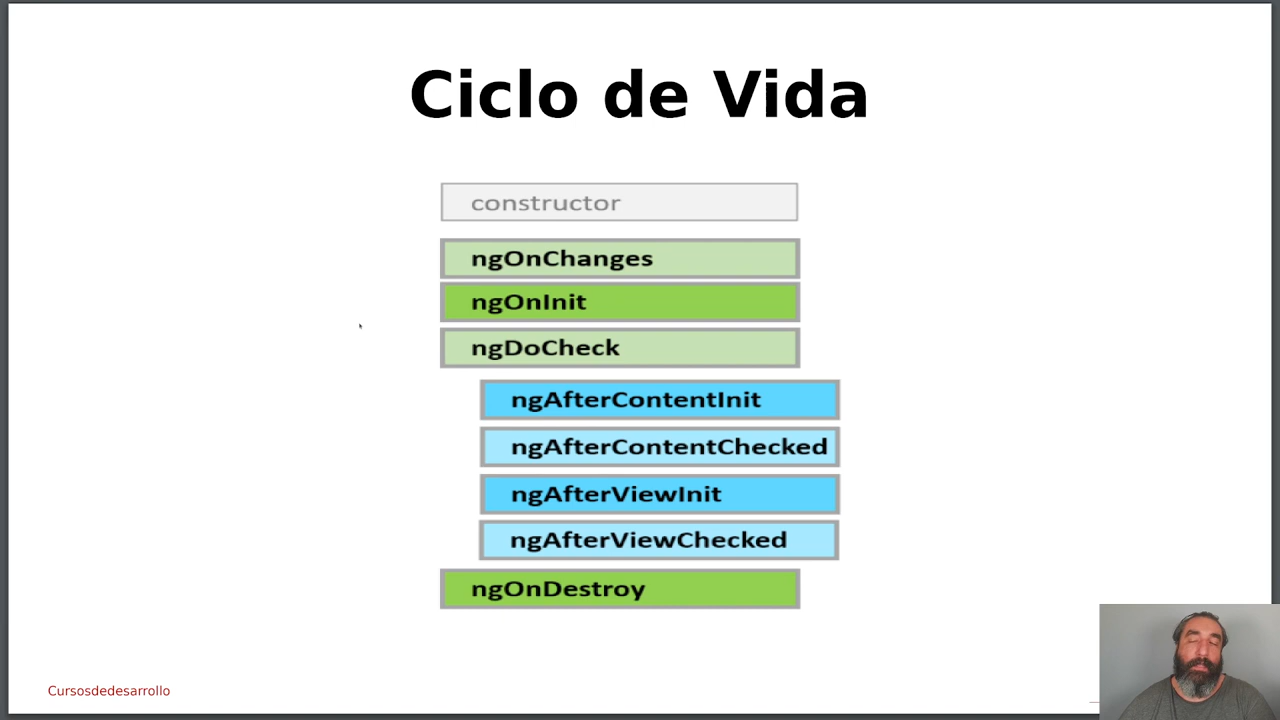 Ciclo de Vida
constructor
ngOnChanges
ngOnInit
ngDoCheck
ngAfterContentInit
ngAfterContentChecked
ngAfterViewInit
ngAfterViewChecked
ngOnDestroy
Cursosdedesarrollo